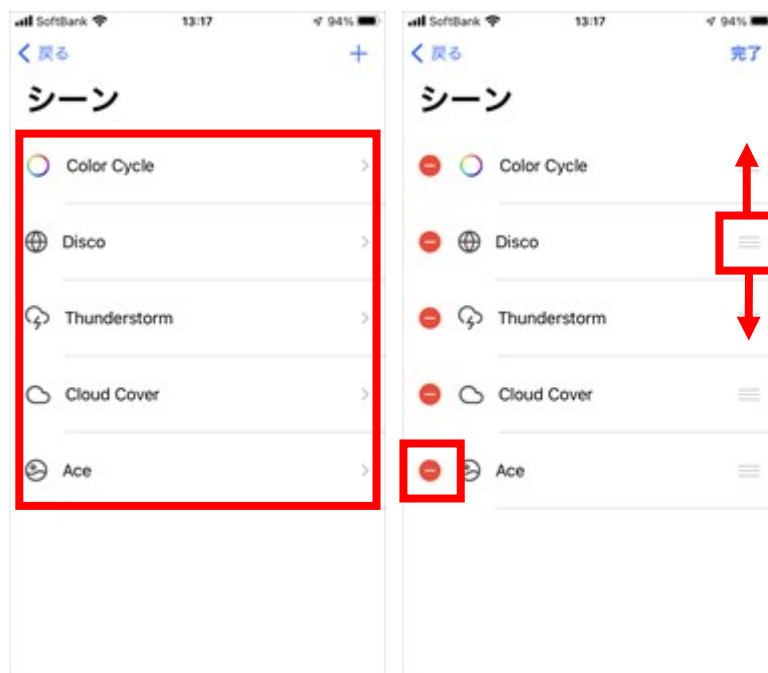 SoftBank 13:17 94%
戻る
シーン
Color Cycle
Disco
Thunderstorm
Cloud Cover
Ace
SoftBank 13:17 94%
戻る 完了
シーン
Color Cycle
Disco
Thunderstorm
Cloud Cover
Ace